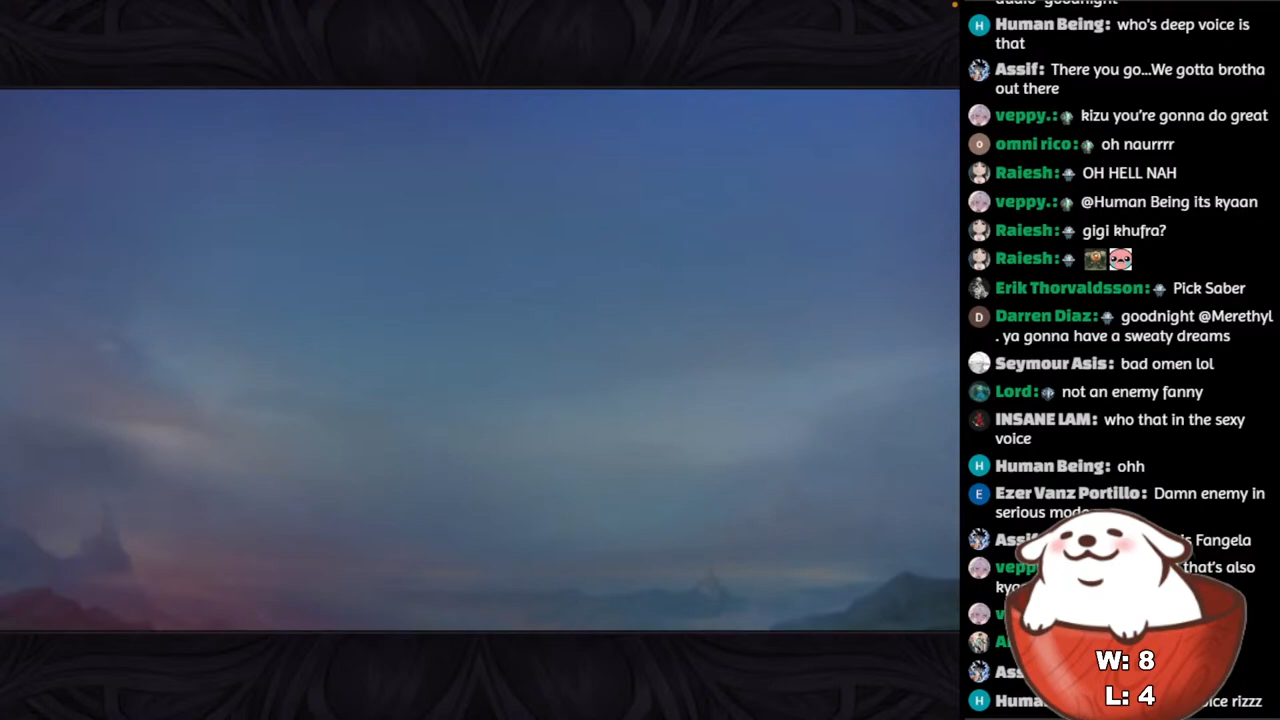 Human Being: who's deep voice is
that
Assif: There you go...We gotta brotha
out there
veppy.: kizu you're gonna do great
omni rico: oh naurrrr
Raiesh: OH HELL NAH
veppy.: @Human Being its kyaan
Raiesh: gigi khufra?
Raiesh:
Erik Thorvaldsson: Pick Saber
Darren Diaz: goodnight @Merethyl
. ya gonna have a sweaty dreams
Seymour Asis: bad omen lol
Lord: not an enemy fanny
INSANE LAM: who that in the sexy
voice
Human Being: ohh
Ezer Vanz Portillo: Damn enemy in
serious mode
Fangela
that's also
W: 8
L: 4
rizzz